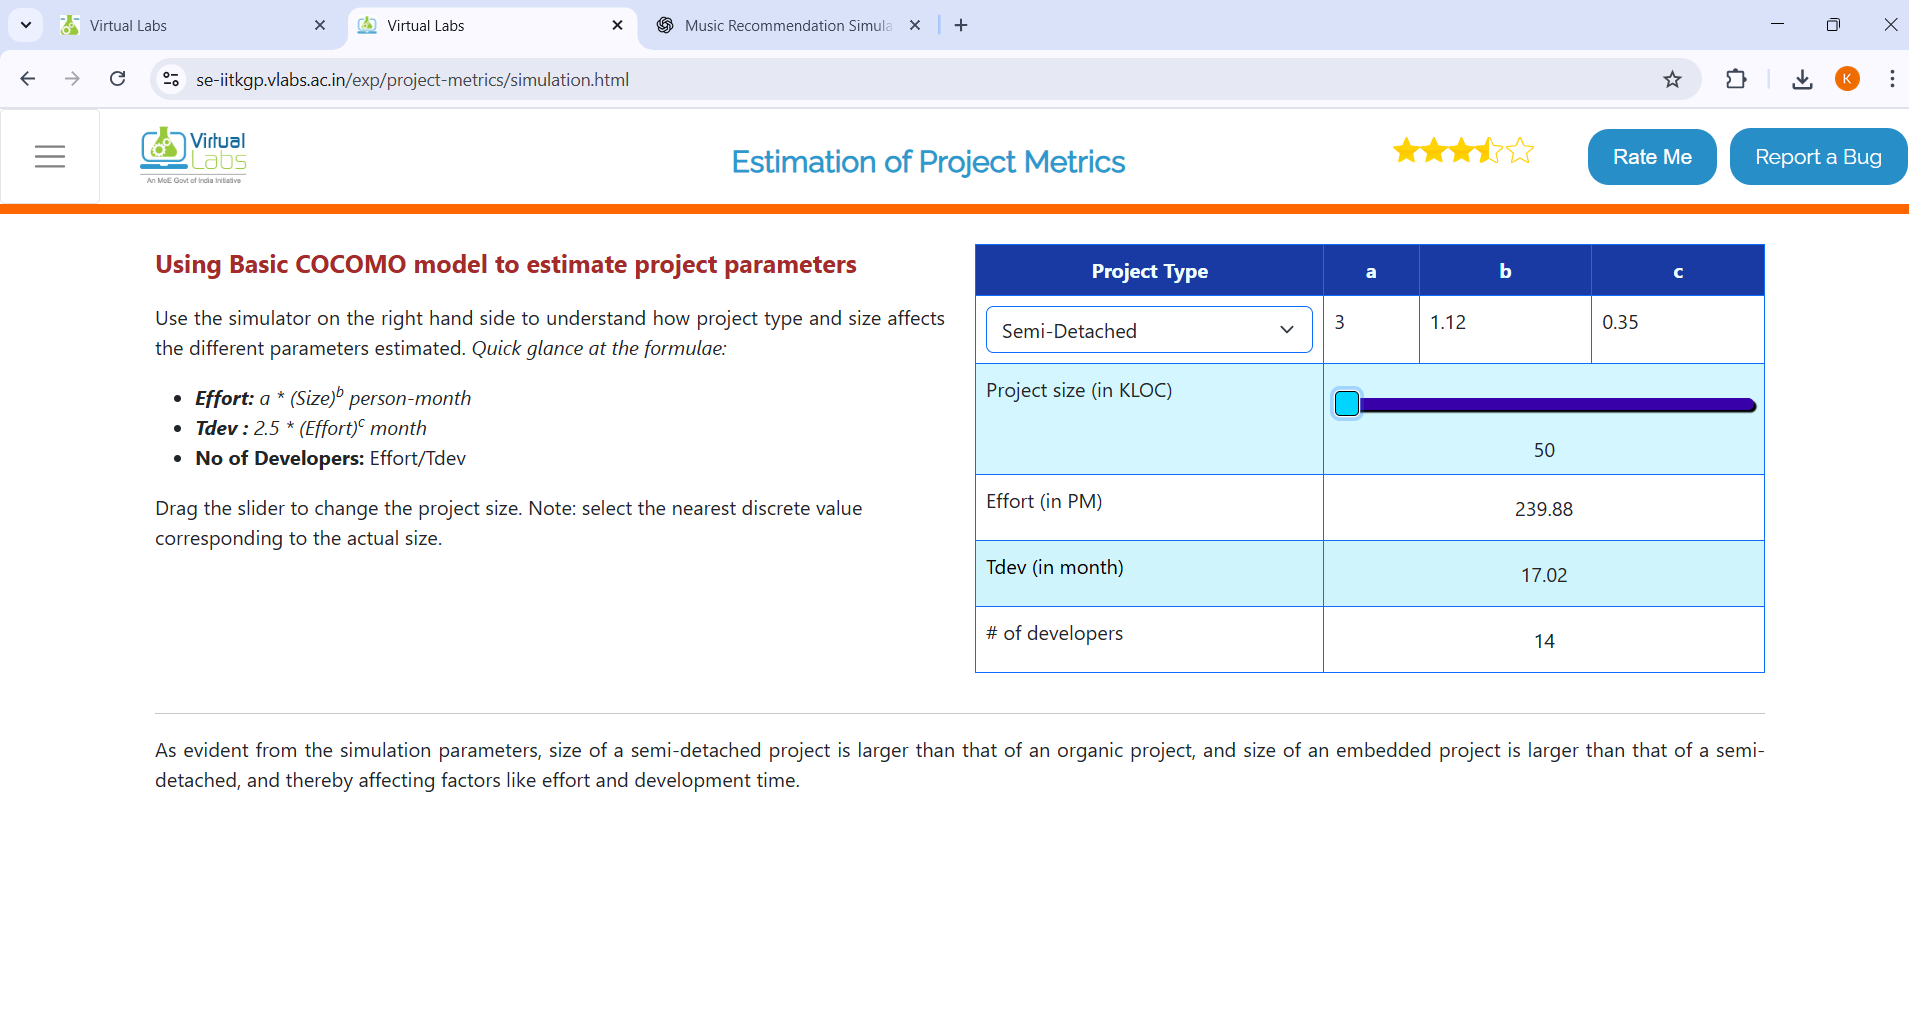 Virtual Labs
Virtual Labs
Music Recommendation Simula
se-iitkgp.vlabs.ac.in/exp/project-metrics/simulation.html
K
Virtual
Labs
An MoE Govt of India Initiative
Estimation of Project Metrics
Rate Me
Report a Bug
Using Basic COCOMO model to estimate project parameters
Use the simulator on the right hand side to understand how project type and size affects
the different parameters estimated. Quick glance at the formulae:
• Effort: a * (Size)^b person-month
• Tdev : 2.5 * (Effort)^c month
• No of Developers: Effort/Tdev
Drag the slider to change the project size. Note: select the nearest discrete value
corresponding to the actual size.
Project Type a b c
Semi-Detached 3 1.12 0.35
Project size (in KLOC)
50
Effort (in PM) 239.88
Tdev (in month) 17.02
# of developers 14
As evident from the simulation parameters, size of a semi-detached project is larger than that of an organic project, and size of an embedded project is larger than that of a semi-
detached, and thereby affecting factors like effort and development time.